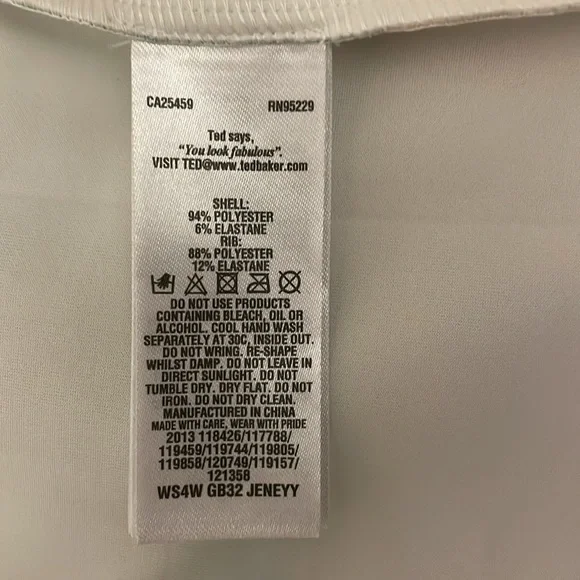 CA25459 RN95229
Ted says,
"You look fabulous".
VISIT TED@www.tedbaker.com
SHELL:
94% POLYESTER
6% ELASTANE
RIB:
88% POLYESTER
12% ELASTANE
DO NOT USE PRODUCTS
CONTAINING BLEACH, OIL OR
ALCOHOL. COOL HAND WASH
SEPARATELY AT 30C, INSIDE OUT.
DO NOT WRING. RE-SHAPE
WHILST DAMP. DO NOT LEAVE IN
DIRECT SUNLIGHT. DO NOT
TUMBLE DRY. DRY FLAT. DO NOT
IRON. DO NOT DRY CLEAN.
MANUFACTURED IN CHINA
MADE WITH CARE, WEAR WITH PRIDE
2013 118426/117788/
119459/119744/119805/
119858/120749/119157/
121358
WS4W GB32 JENEYY